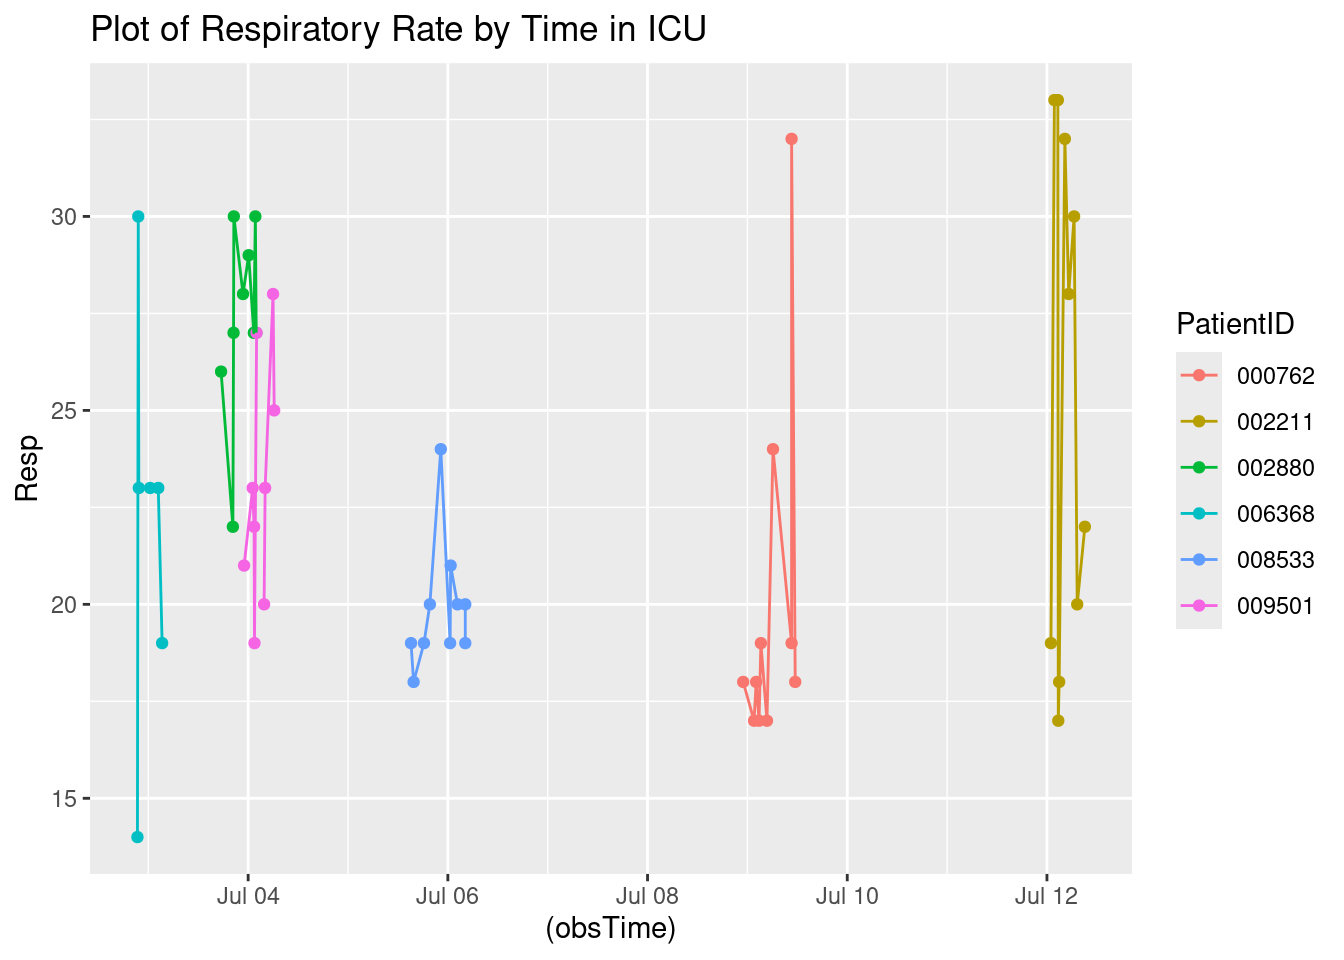 Plot of Respiratory Rate by Time in ICU
Resp
30
25
20
15
Jul 04
Jul 06
Jul 08
Jul 10
Jul 12
(obsTime)
PatientID
000762
002211
002880
006368
008533
009501